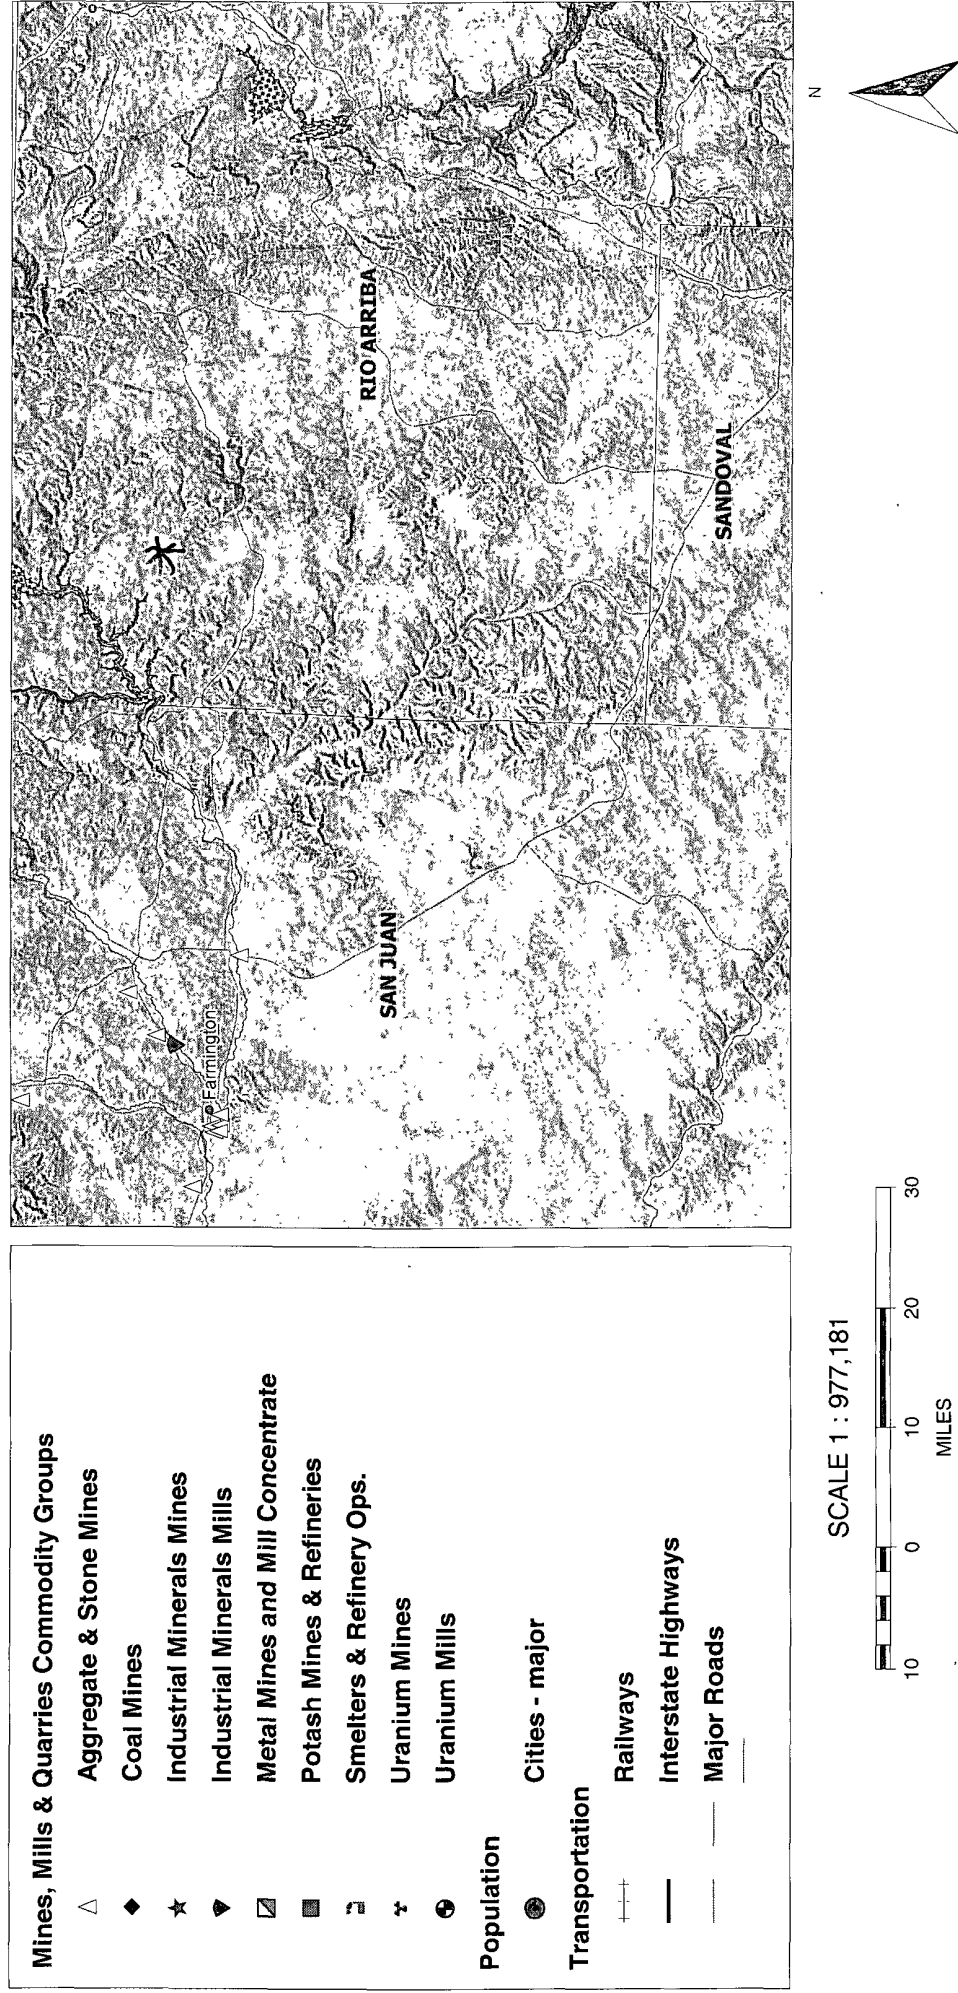 Mines, Mills & Quarries Commodity Groups
Aggregate & Stone Mines
Coal Mines
Industrial Minerals Mines
Industrial Minerals Mills
Metal Mines and Mill Concentrate
Potash Mines & Refineries
Smelters & Refinery Ops.
Uranium Mines
Uranium Mills
Population
Cities - major
Transportation
Railways
Interstate Highways
Major Roads
Farmington
SAN JUAN
RIO ARRIBA
SANDOVAL
SCALE 1 : 977,181
10 0 10 20 30
MILES
N